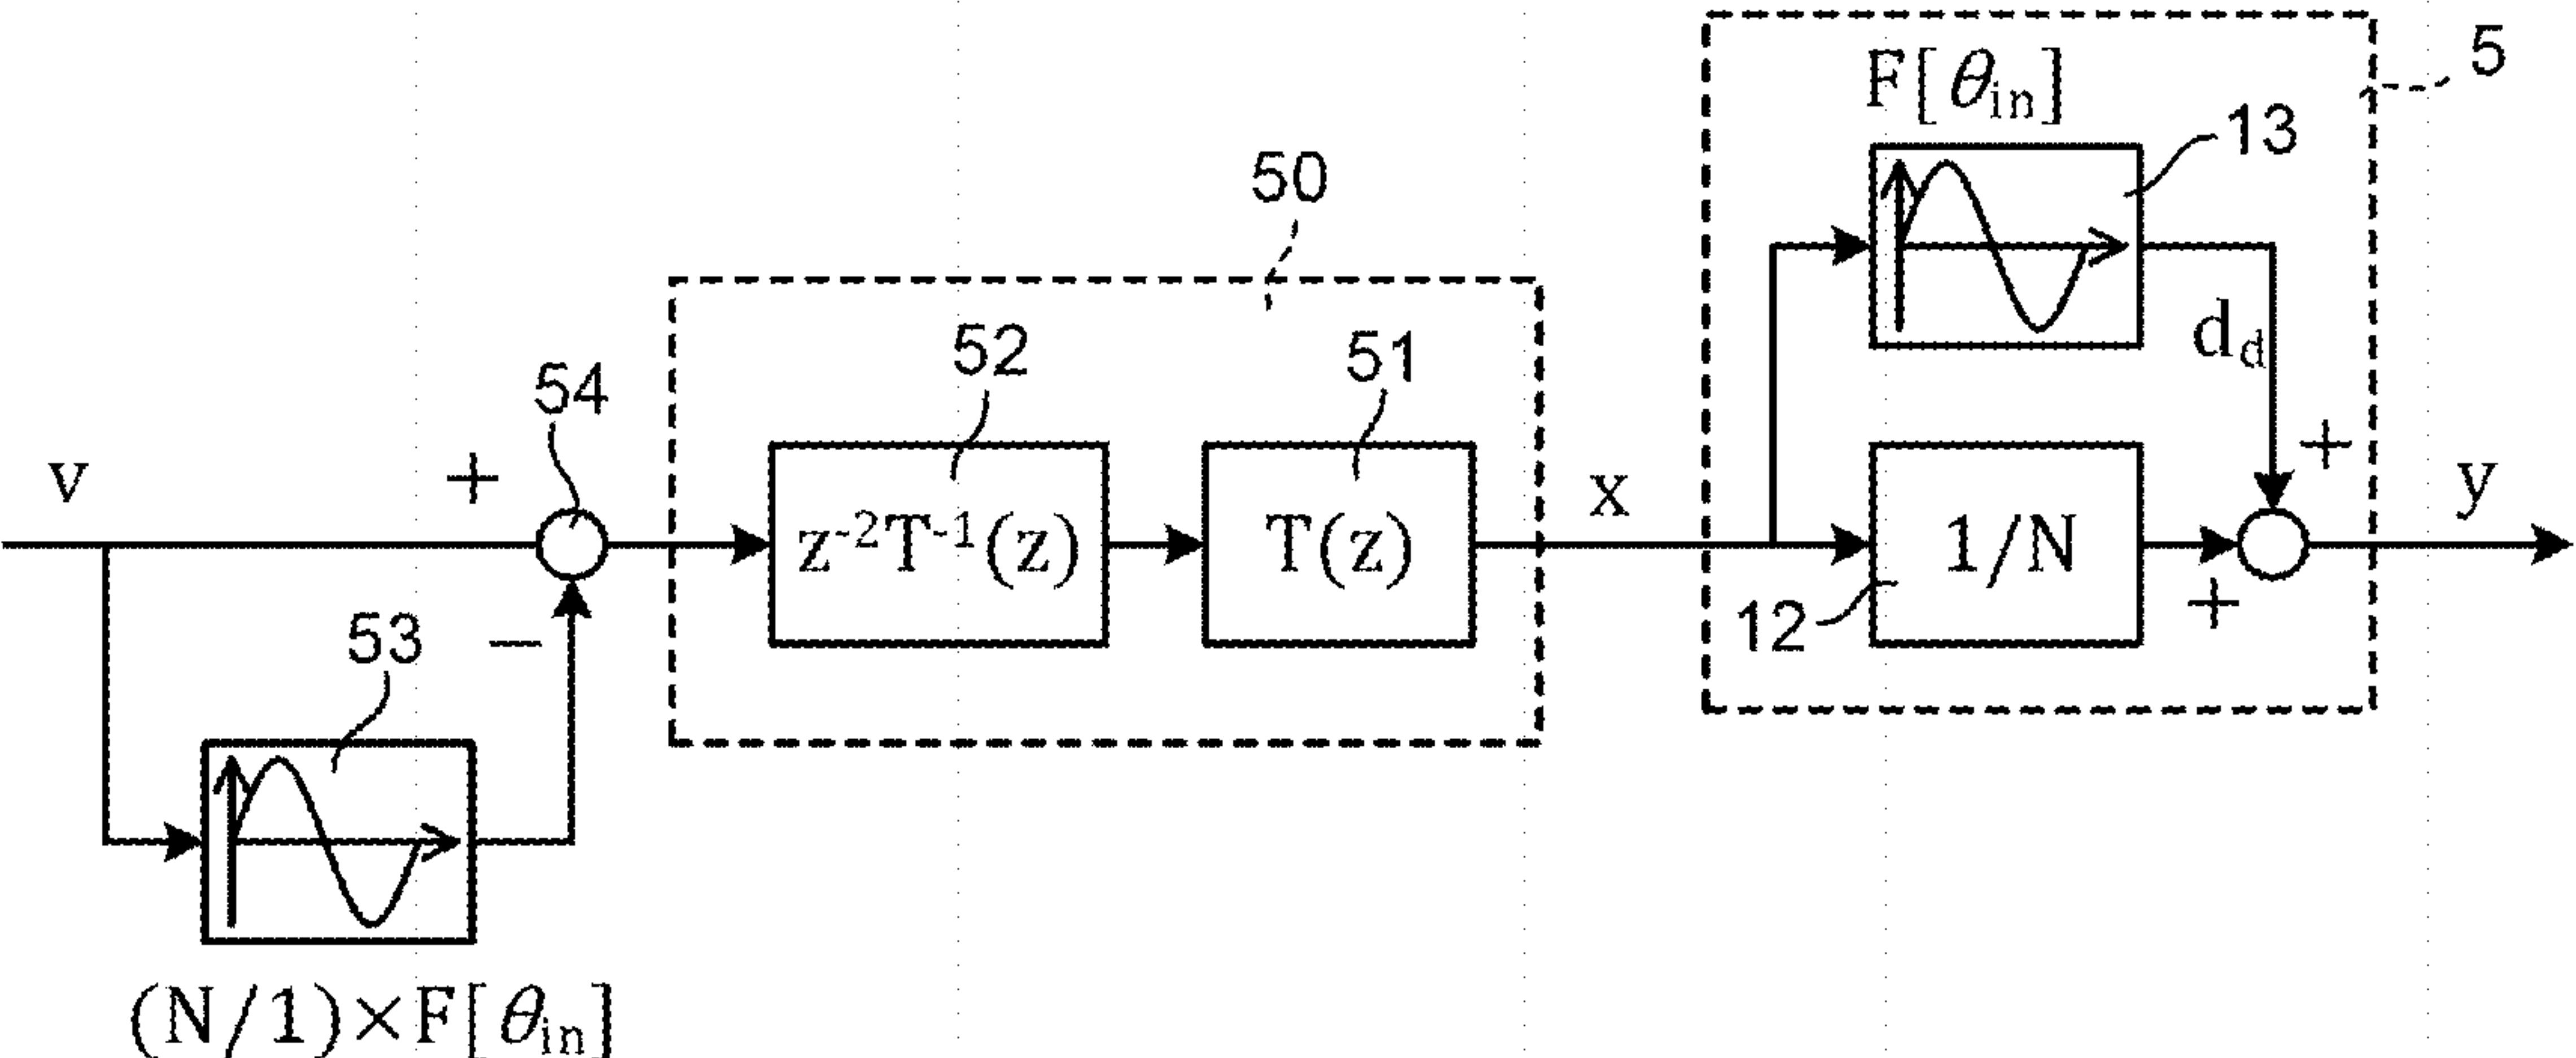 F[θin]
5
13
50
52
51
dd
54
v
+
z-2T-1(z)
T(z)
x
1/N
12
+
+
y
53
−
(N/1)×F[θin]